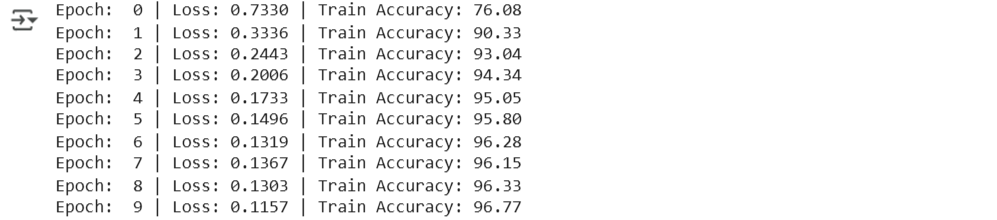 Epoch:  0 | Loss: 0.7330 | Train Accuracy: 76.08
Epoch:  1 | Loss: 0.3336 | Train Accuracy: 90.33
Epoch:  2 | Loss: 0.2443 | Train Accuracy: 93.04
Epoch:  3 | Loss: 0.2006 | Train Accuracy: 94.34
Epoch:  4 | Loss: 0.1733 | Train Accuracy: 95.05
Epoch:  5 | Loss: 0.1496 | Train Accuracy: 95.80
Epoch:  6 | Loss: 0.1319 | Train Accuracy: 96.28
Epoch:  7 | Loss: 0.1367 | Train Accuracy: 96.15
Epoch:  8 | Loss: 0.1303 | Train Accuracy: 96.33
Epoch:  9 | Loss: 0.1157 | Train Accuracy: 96.77